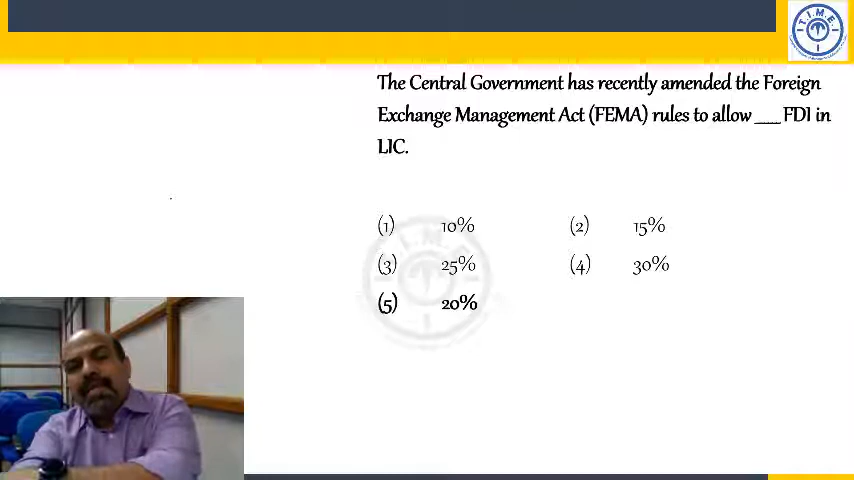 T.I.M.E.
The Central Government has recently amended the Foreign
Exchange Management Act (FEMA) rules to allow ____ FDI in
LIC.
(1) 10% (2) 15%
(3) 25% (4) 30%
(5) 20%